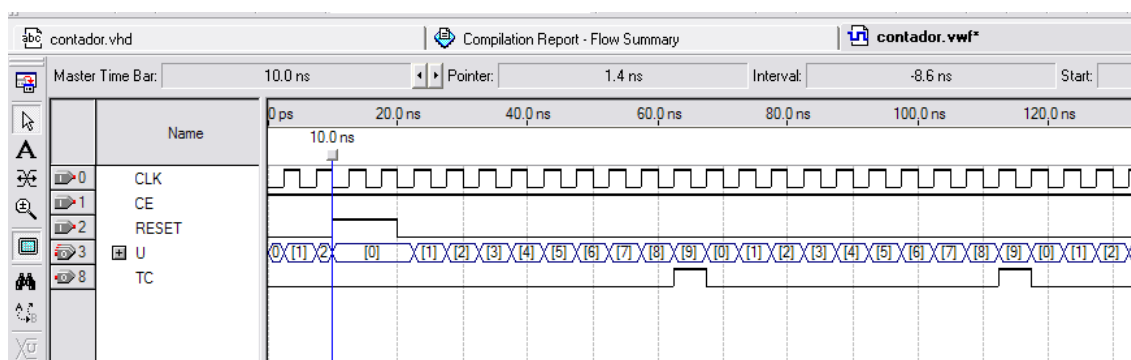 abc contador.vhd Compilation Report - Flow Summary contador.vwf*
Master Time Bar: 10.0 ns Pointer: 1.4 ns Interval: -8.6 ns Start:
Name 0 ps 20.0 ns 40.0 ns 60.0 ns 80.0 ns 100.0 ns 120.0 ns
10.0 ns
0 CLK
1 CE
2 RESET
3 U [0] [1] [2] [0] [1] [2] [3] [4] [5] [6] [7] [8] [9] [0] [1] [2] [3] [4] [5] [6] [7] [8] [9] [0] [1] [2]
8 TC